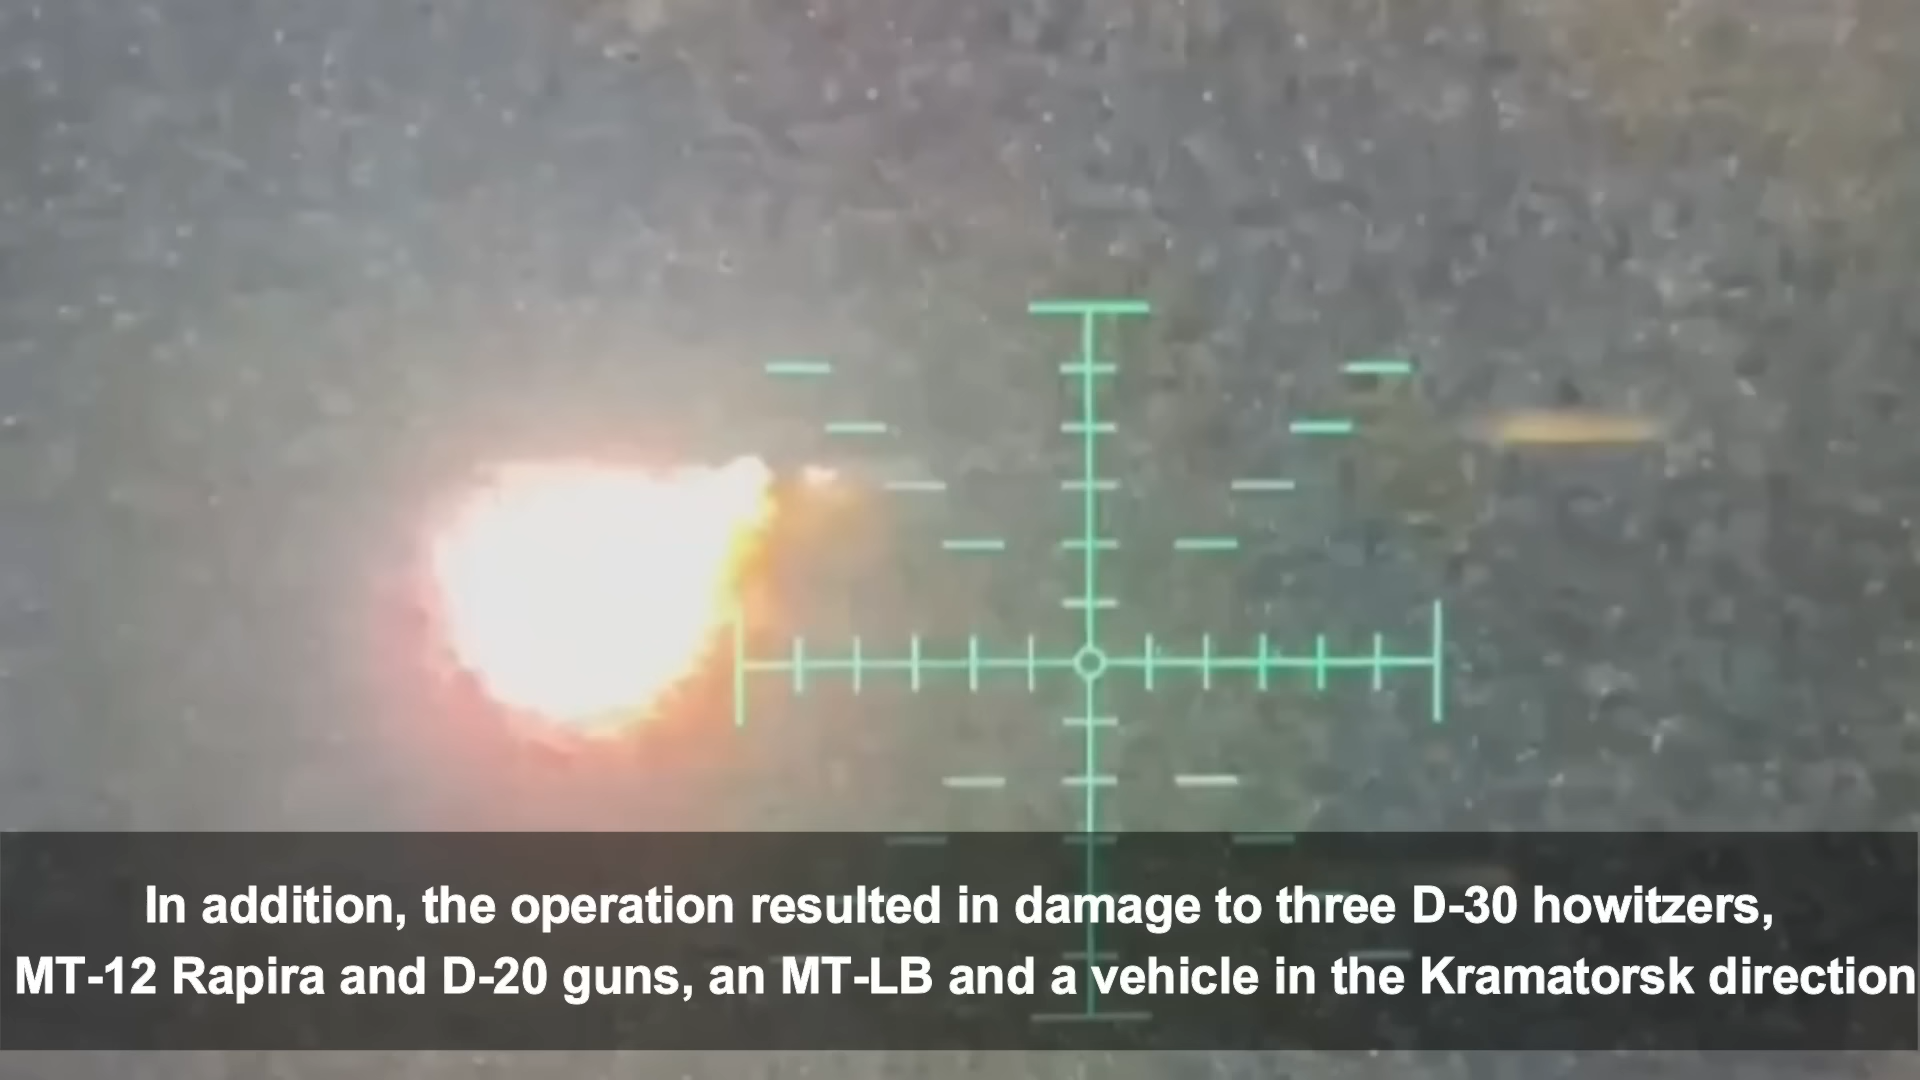 In addition, the operation resulted in damage to three D-30 howitzers,
MT-12 Rapira and D-20 guns, an MT-LB and a vehicle in the Kramatorsk direction